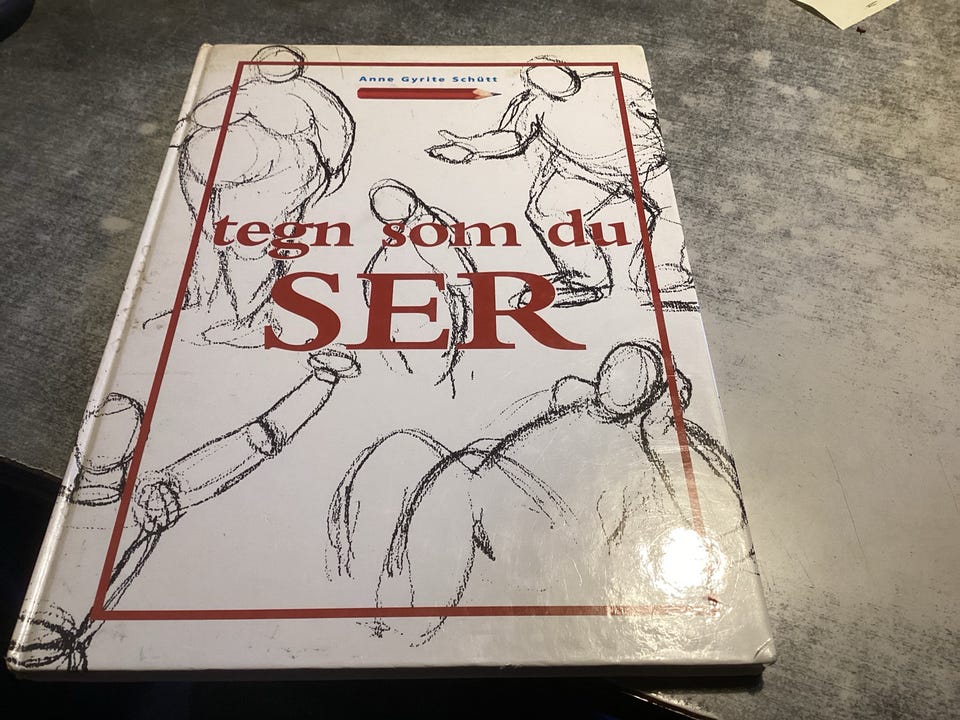 Anne Gyrite Schütt
tegn som du
SER